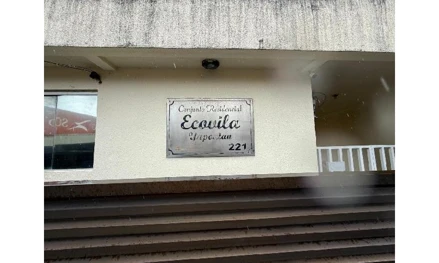 Conjunto Residencial
Ecovila
221